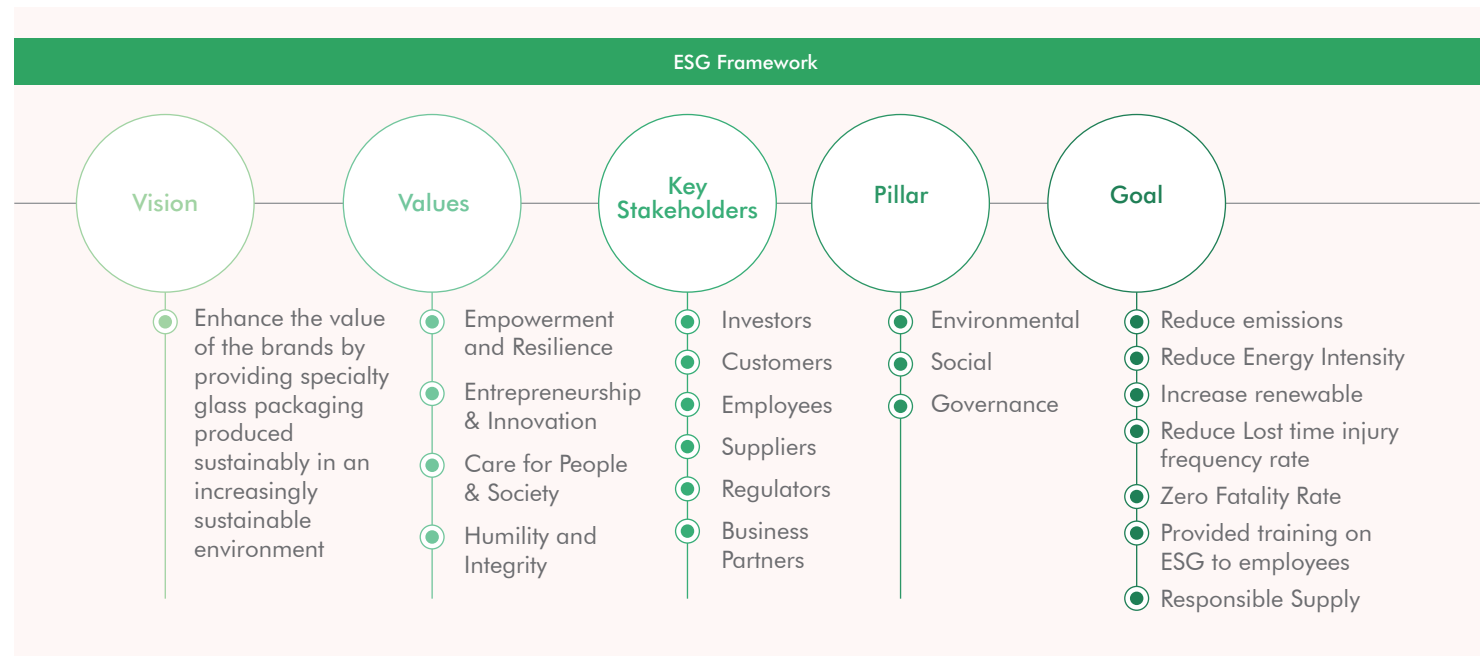 ESG Framework
Vision
Enhance the value
of the brands by
providing specialty
glass packaging
produced
sustainably in an
increasingly
sustainable
environment
Values
Empowerment
and Resilience
Entrepreneurship
& Innovation
Care for People
& Society
Humility and
Integrity
Key
Stakeholders
Investors
Customers
Employees
Suppliers
Regulators
Business
Partners
Pillar
Environmental
Social
Governance
Goal
Reduce emissions
Reduce Energy Intensity
Increase renewable
Reduce Lost time injury
frequency rate
Zero Fatality Rate
Provided training on
ESG to employees
Responsible Supply